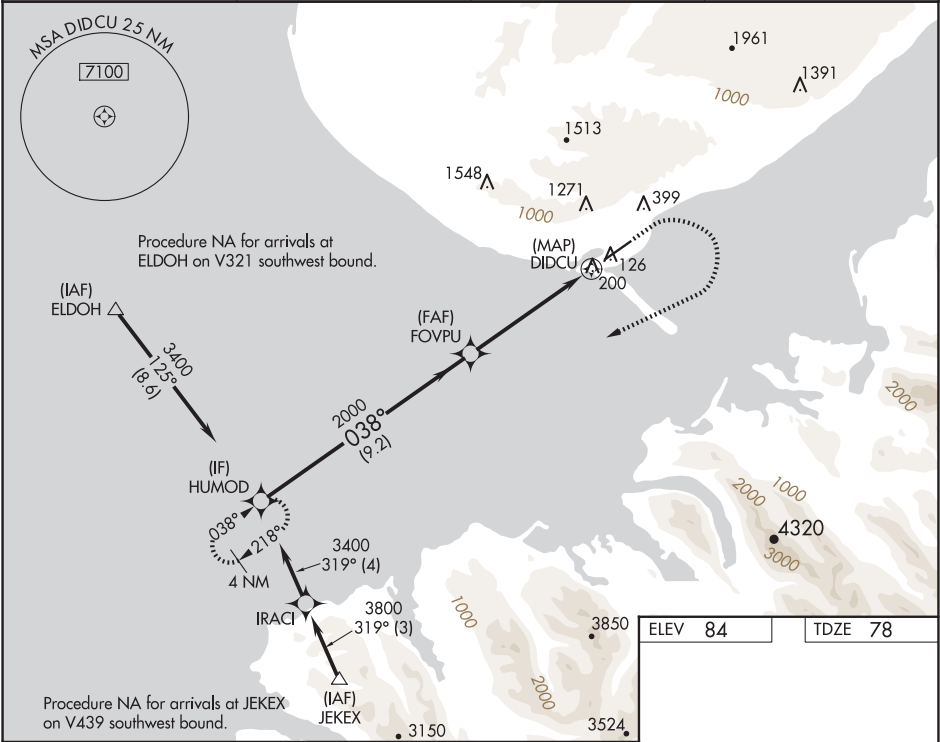 MSA DIDCU 25 NM
7100
1961
1391
1000
1513
1548
1271
399
1000
Procedure NA for arrivals at
ELDOH on V321 southwest bound.
(MAP)
DIDCU
126
200
(IAF)
ELDOH
(FAF)
FOVPU
3400
125°
(8.6)
2000
038°
(9.2)
2000
(IF)
HUMOD
038°
218°
4 NM
3400
319° (4)
2000
1000
4320
3000
IRACI
3800
319° (3)
1000
3850
2000
ELEV 84
TDZE 78
Procedure NA for arrivals at JEKEX
on V439 southwest bound.
(IAF)
JEKEX
3150
3524